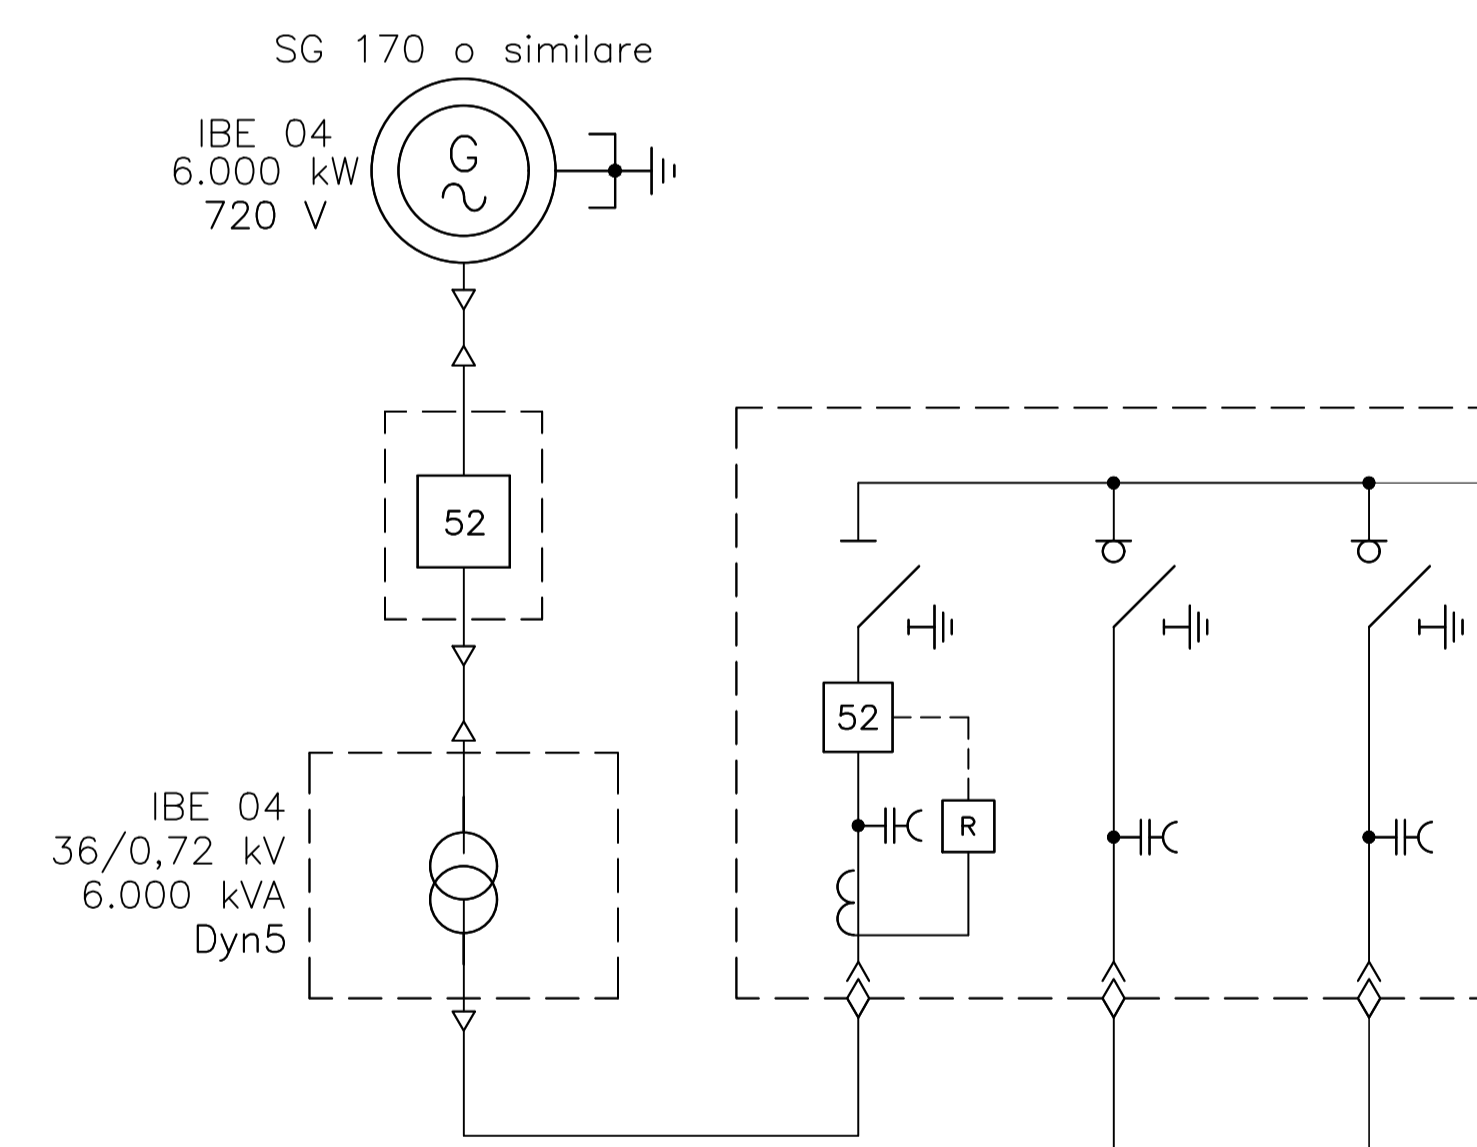 SG 170 o similare
IBE 04
6.000 kW
720 V
G
52
52
R
IBE 04
36/0,72 kV
6.000 kVA
Dyn5